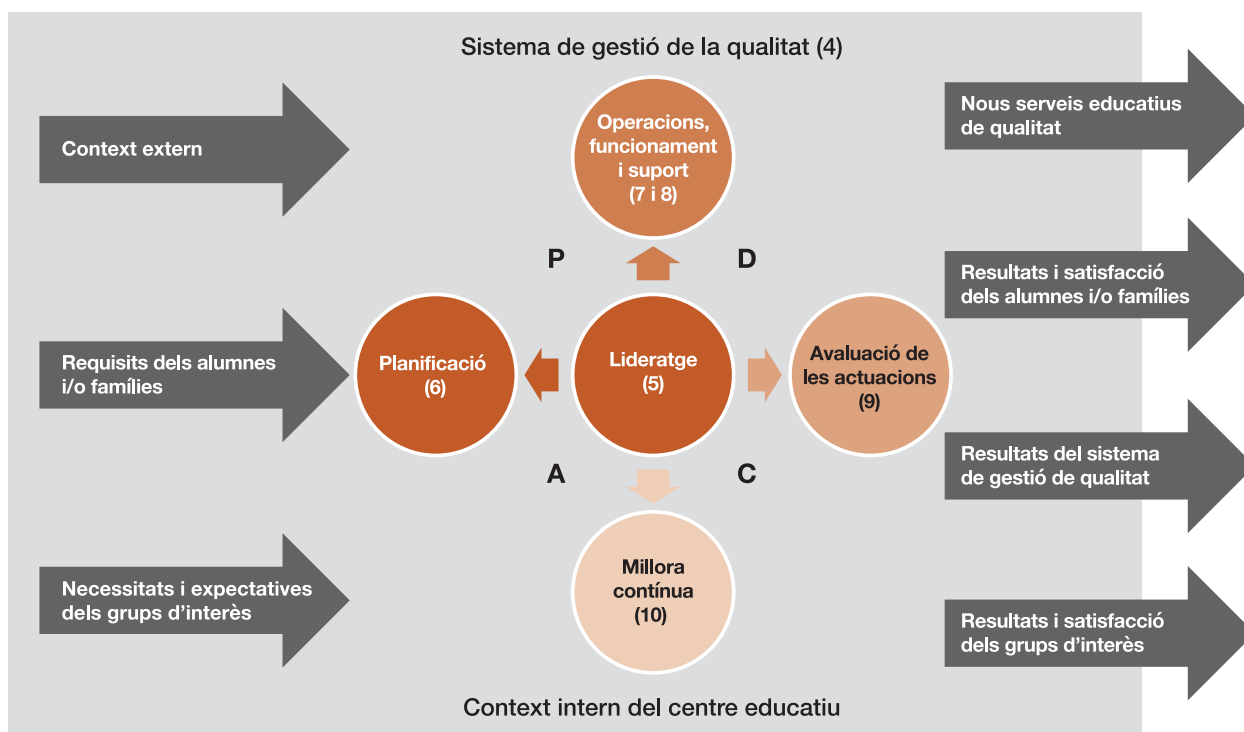 Sistema de gestió de la qualitat (4)
Context extern
Requisits dels alumnes
i/o famílies
Necessitats i expectatives
dels grups d’interès
Operacions,
funcionament
i suport
(7 i 8)
P
D
Planificació
(6)
Lideratge
(5)
Avaluació de
les actuacions
(9)
A
C
Millora
contínua
(10)
Nous serveis educatius
de qualitat
Resultats i satisfacció
dels alumnes i/o famílies
Resultats del sistema
de gestió de qualitat
Resultats i satisfacció
dels grups d’interès
Context intern del centre educatiu